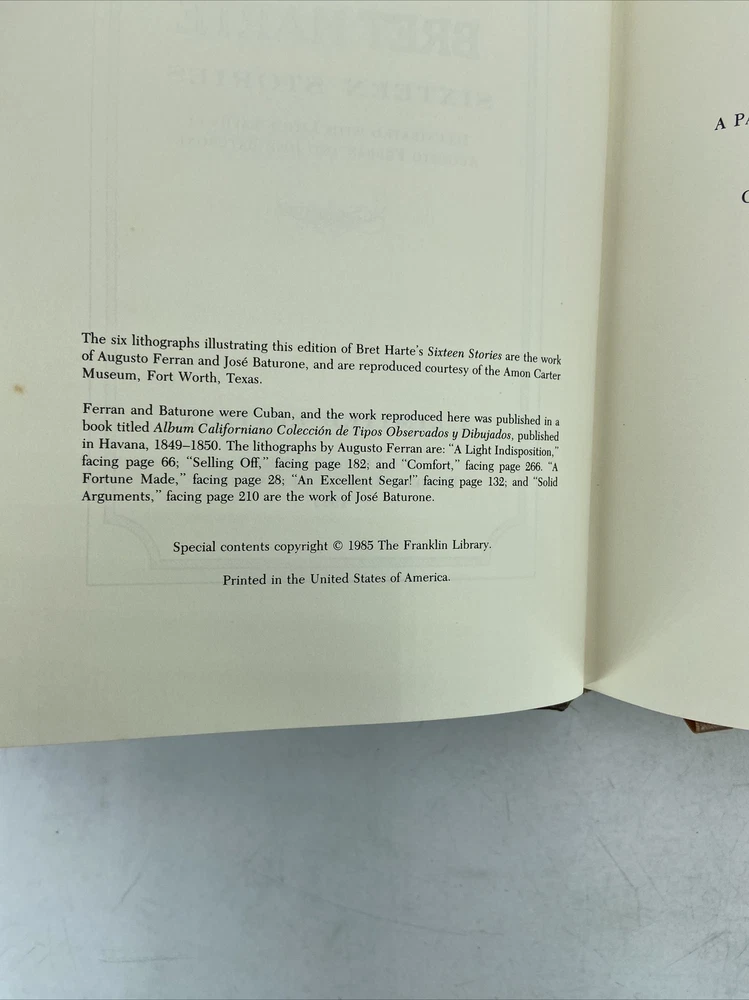 The six lithographs illustrating this edition of Bret Harte's Sixteen Stories are the work
of Augusto Ferran and José Baturone, and are reproduced courtesy of the Amon Carter
Museum, Fort Worth, Texas.
Ferran and Baturone were Cuban, and the work reproduced here was published in a
book titled Album Californiano Colección de Tipos Observados y Dibujados, published
in Havana, 1849–1850. The lithographs by Augusto Ferran are: "A Light Indisposition,"
facing page 66; "Selling Off," facing page 182; and "Comfort," facing page 266. "A
Fortune Made," facing page 28; "An Excellent Segar!" facing page 132; and "Solid
Arguments," facing page 210 are the work of José Baturone.
Special contents copyright © 1985 The Franklin Library.
Printed in the United States of America.
BRET HARTE
SIXTEEN STORIES
A